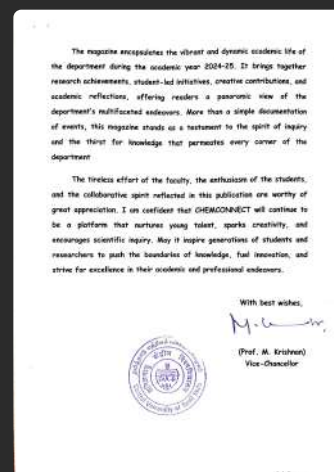 The magazine encapsulates the vibrant and dynamic academic life of
the department during the academic year 2024-25. It brings together
research achievements, student-led initiatives, creative contributions, and
academic reflections, offering readers a panoramic view of the
department's multifaceted endeavors. More than a simple documentation
of events, this magazine stands as a testament to the spirit of inquiry
and the thirst for knowledge that permeates every corner of the
department
The tireless effort of the faculty, the enthusiasm of the students,
and the collaborative spirit reflected in this publication are worthy of
great appreciation. I am confident that CHEMCONNECT will continue to
be a platform that nurtures young talent, sparks creativity, and
encourages scientific inquiry. May it inspire generations of students and
researchers to push the boundaries of knowledge, fuel innovation, and
strive for excellence in their academic and professional endeavors.
With best wishes,
(Prof. M. Krishnan)
Vice-Chancellor